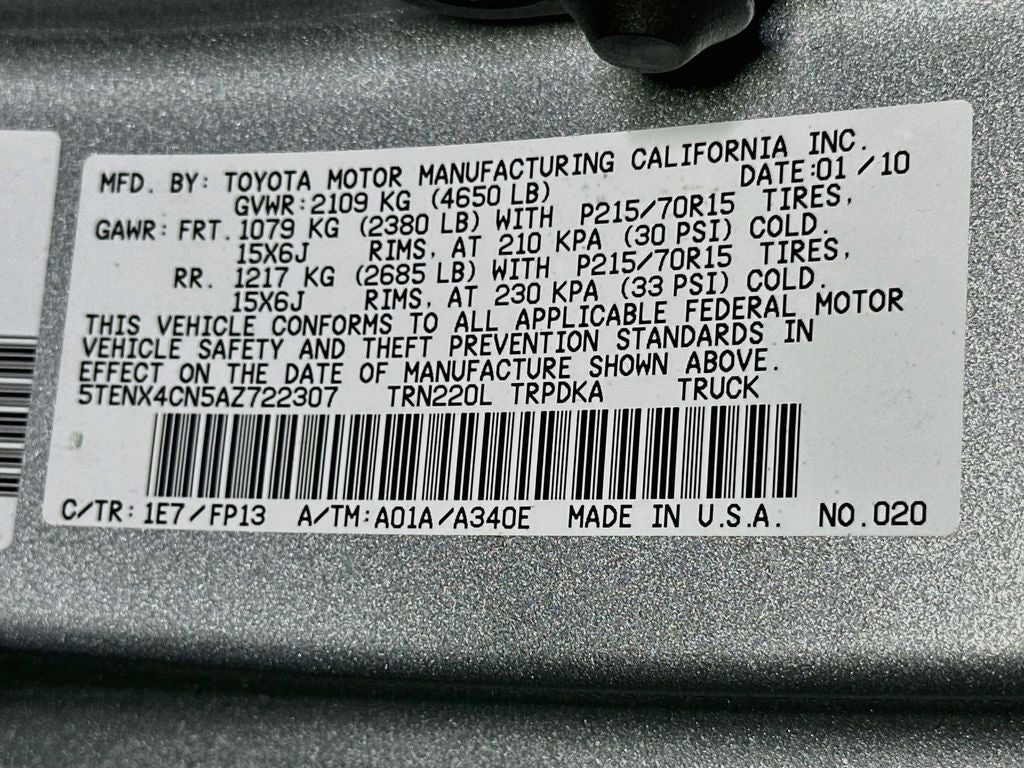 MFD. BY: TOYOTA MOTOR MANUFACTURING CALIFORNIA INC.
GVWR: 2109 KG (4650 LB) DATE: 01/10
GAWR: FRT. 1079 KG (2380 LB) WITH P215/70R15 TIRES,
15X6J RIMS, AT 210 KPA (30 PSI) COLD.
RR. 1217 KG (2685 LB) WITH P215/70R15 TIRES,
15X6J RIMS, AT 230 KPA (33 PSI) COLD.
THIS VEHICLE CONFORMS TO ALL APPLICABLE FEDERAL MOTOR
VEHICLE SAFETY AND THEFT PREVENTION STANDARDS IN
EFFECT ON THE DATE OF MANUFACTURE SHOWN ABOVE.
5TENX4CN5AZ722307 TRN220L TRPDKA TRUCK
C/TR: 1E7/FP13 A/TM: A01A/A340E MADE IN U.S.A. NO.020